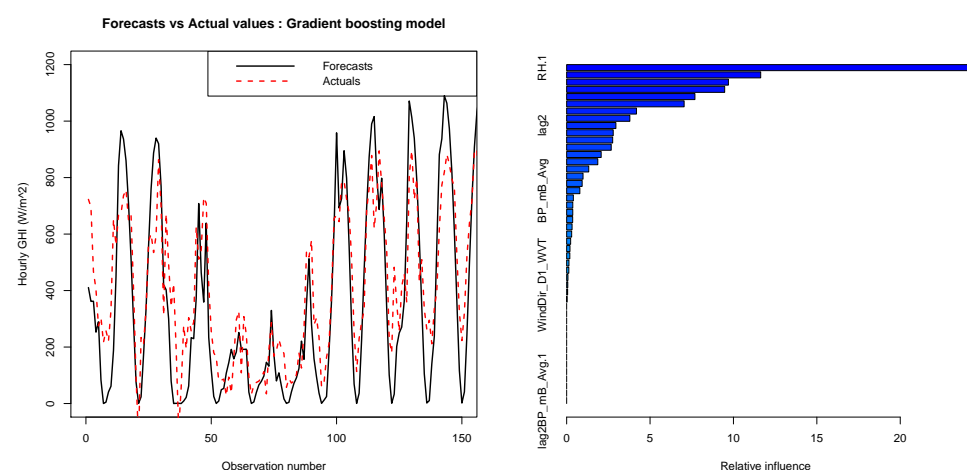 Forecasts vs Actual values : Gradient boosting model
Forecasts
Actuals
Hourly GHI (W/m^2)
1200
1000
800
600
400
200
0
0 50 100 150
Observation number
RH.1
lag2
BP_mB_Avg
WindDir_D1_WVT
lag2BP_mB_Avg.1
0 5 10 15 20
Relative influence